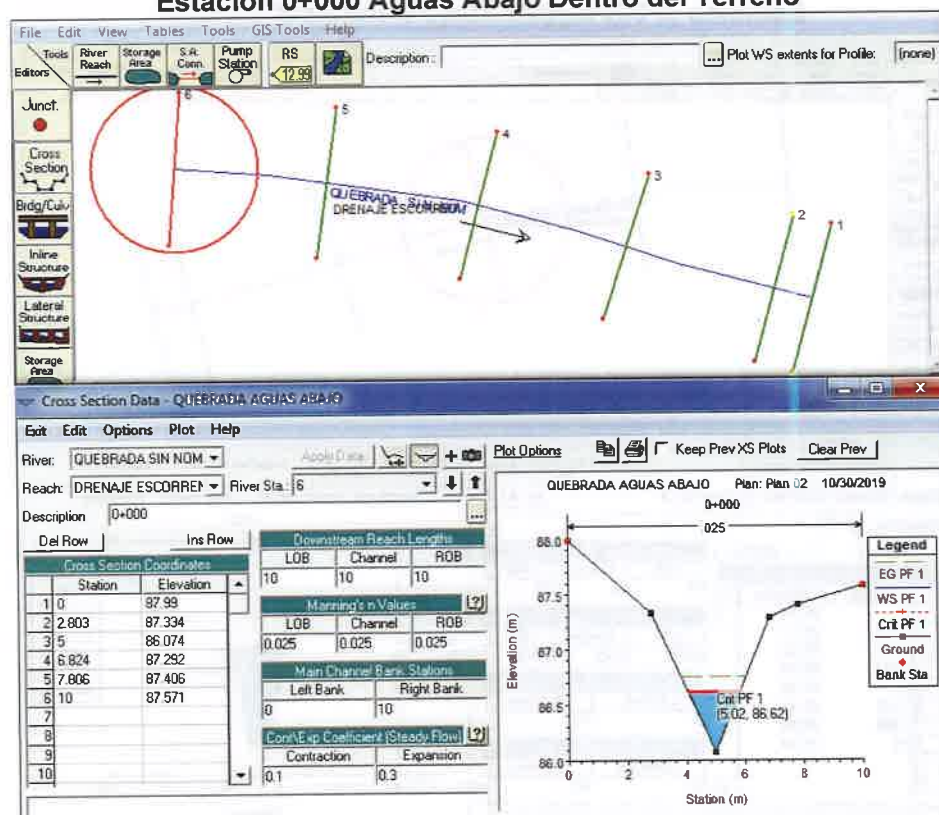 Estación 0+000 Aguas Abajo Dentro del Terreno
File Edit View Tables Tools GIS Tools Help
Tools
Editors
River Reach
Storage Area
S.A. Conn.
Pump Station
RS
12.99
Description :
... Plot WS extents for Profile: (none)
Junct.
Cross Section
Brdg/Culv
Inline Structure
Lateral Structure
Storage Area
6
5
4
3
2
1
QUEBRADA SIN NOM
DRENAJE ESCORREN
Cross Section Data - QUEBRADA AGUAS ABAJO
Exit Edit Options Plot Help
River: QUEBRADA SIN NOM
Apply Data
Plot Options
Keep Prev XS Plots
Clear Prev
Reach: DRENAJE ESCORREN River Sta.: 6
Description 0+000 ...
Del Row Ins Row
Cross Section Coordinates
Station Elevation
1 0 87.99
2 2.803 87.334
3 5 86.074
4 6.824 87.292
5 7.806 87.406
6 10 87.571
7
8
9
10
Downstream Reach Lengths
LOB Channel ROB
10 10 10
Manning's n Values [?]
LOB Channel ROB
0.025 0.025 0.025
Main Channel Bank Stations
Left Bank Right Bank
0 10
Cont\Exp Coefficient (Steady Flow) [?]
Contraction Expansion
0.1 0.3
QUEBRADA AGUAS ABAJO Plan: Plan 02 10/30/2019
0+000
.025
88.0
87.5
87.0
86.5
86.0
Elevation (m)
Crit PF 1
(5.02, 86.62)
0 2 4 6 8 10
Station (m)
Legend
EG PF 1
WS PF 1
Crit PF 1
Ground
Bank Sta